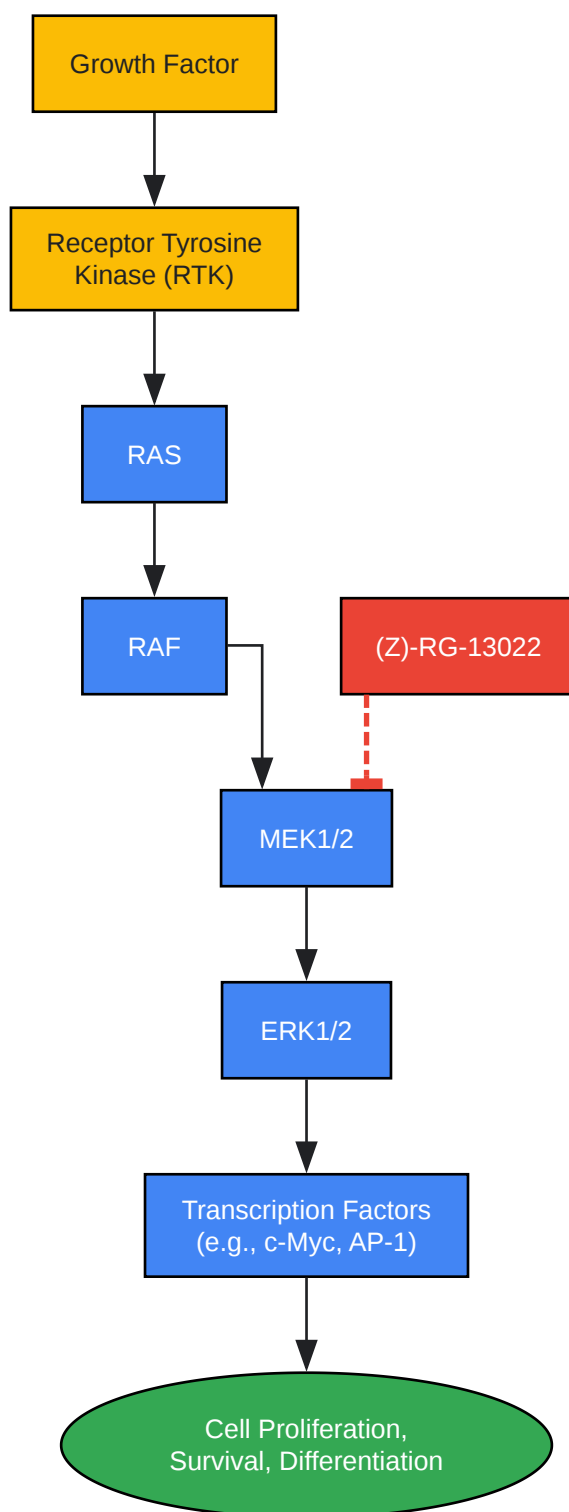 Growth Factor
Receptor Tyrosine
Kinase (RTK)
RAS
RAF
(Z)-RG-13022
MEK1/2
ERK1/2
Transcription Factors
(e.g., c-Myc, AP-1)
Cell Proliferation,
Survival, Differentiation